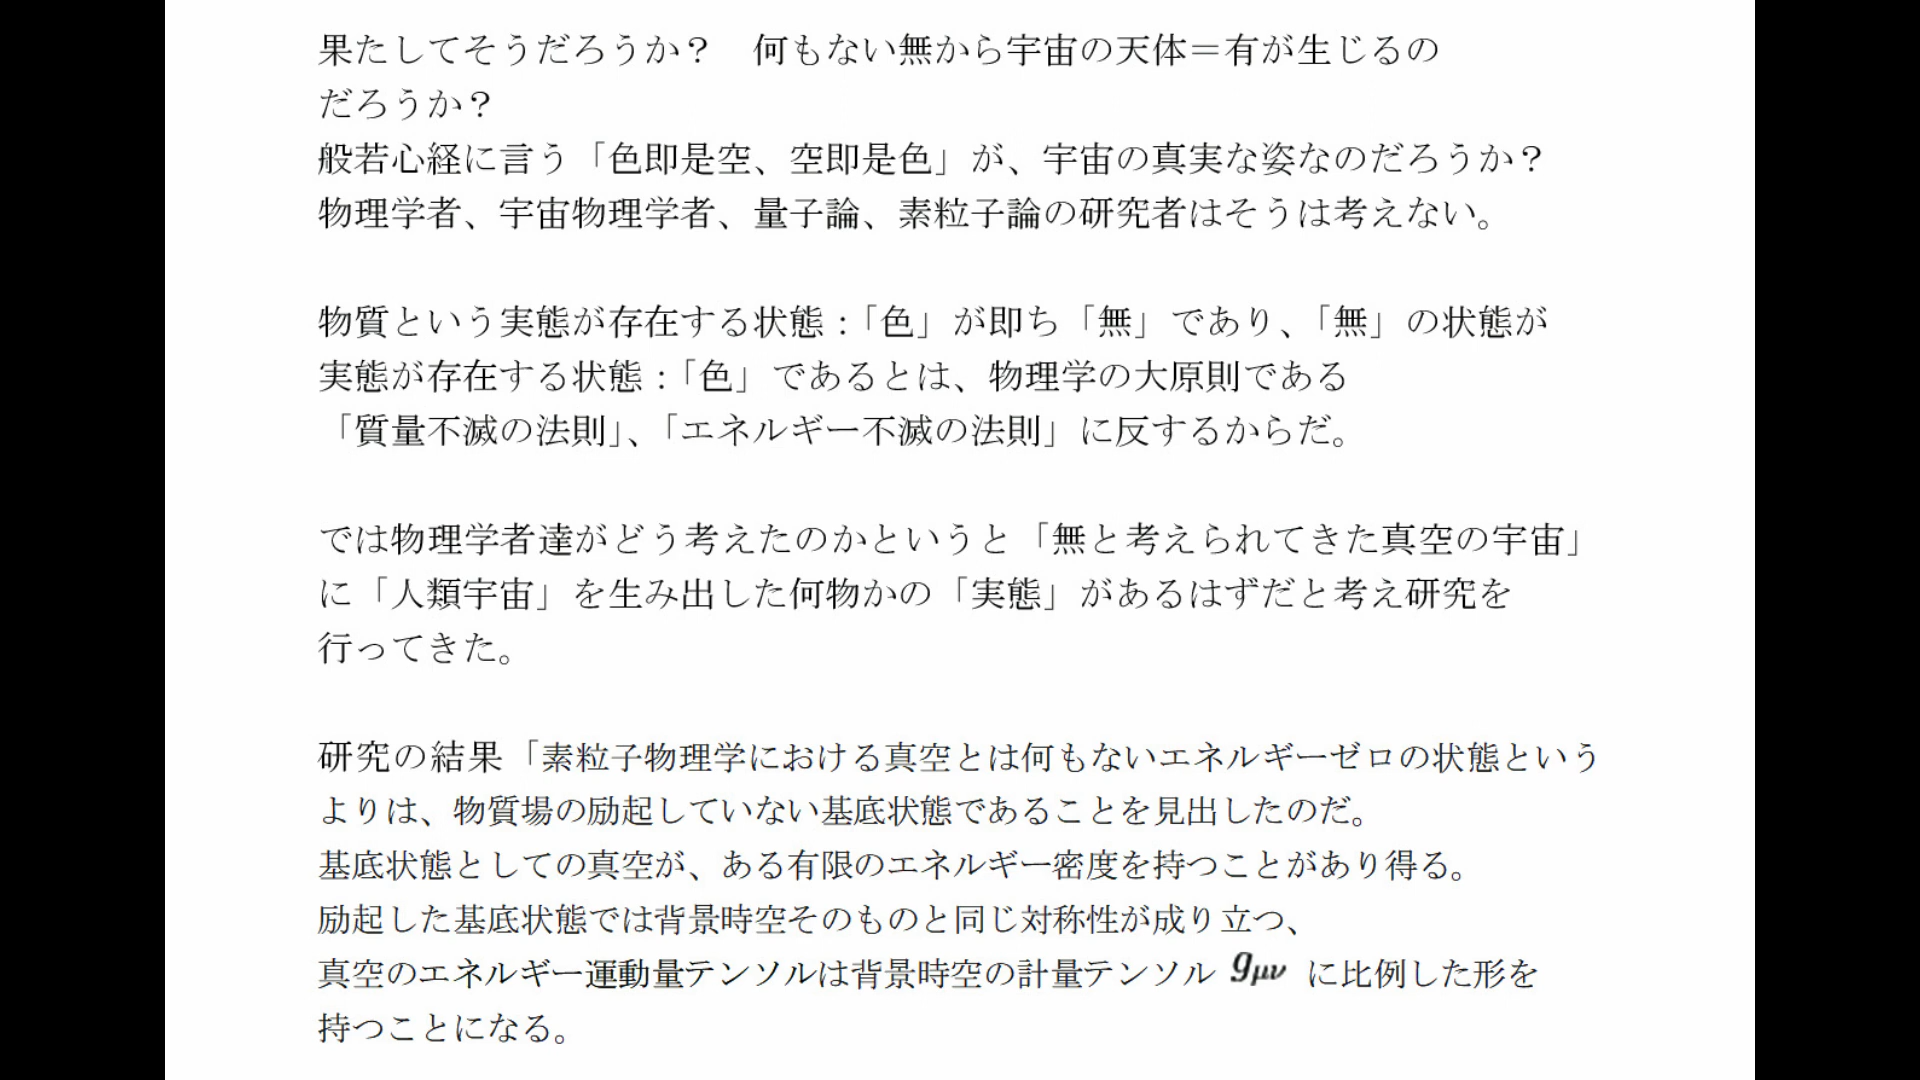 果たしてそうだろうか？　何もない無から宇宙の天体＝有が生じるの
だろうか？
般若心経に言う「色即是空、空即是色」が、宇宙の真実な姿なのだろうか？
物理学者、宇宙物理学者、量子論、素粒子論の研究者はそうは考えない。
物質という実態が存在する状態：「色」が即ち「無」であり、「無」の状態が
実態が存在する状態：「色」であるとは、物理学の大原則である
「質量不滅の法則」、「エネルギー不滅の法則」に反するからだ。
では物理学者達がどう考えたのかというと「無と考えられてきた真空の宇宙」
に「人類宇宙」を生み出した何物かの「実態」があるはずだと考え研究を
行ってきた。
研究の結果「素粒子物理学における真空とは何もないエネルギーゼロの状態という
よりは、物質場の励起していない基底状態であることを見出したのだ。
基底状態としての真空が、ある有限のエネルギー密度を持つことがあり得る。
励起した基底状態では背景時空そのものと同じ対称性が成り立つ、
真空のエネルギー運動量テンソルは背景時空の計量テンソル gμν に比例した形を
持つことになる。